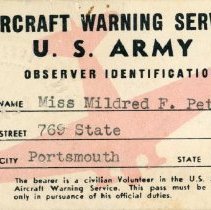 IRCRAFT WARNING SERV
U. S. ARMY
OBSERVER IDENTIFICATIO
NAME Miss Mildred F. Pet
STREET 769 State
CITY Portsmouth STATE
The bearer is a civilian Volunteer in the U.S.
Aircraft Warning Service. This pass must be
only in pursuance of his official duties.